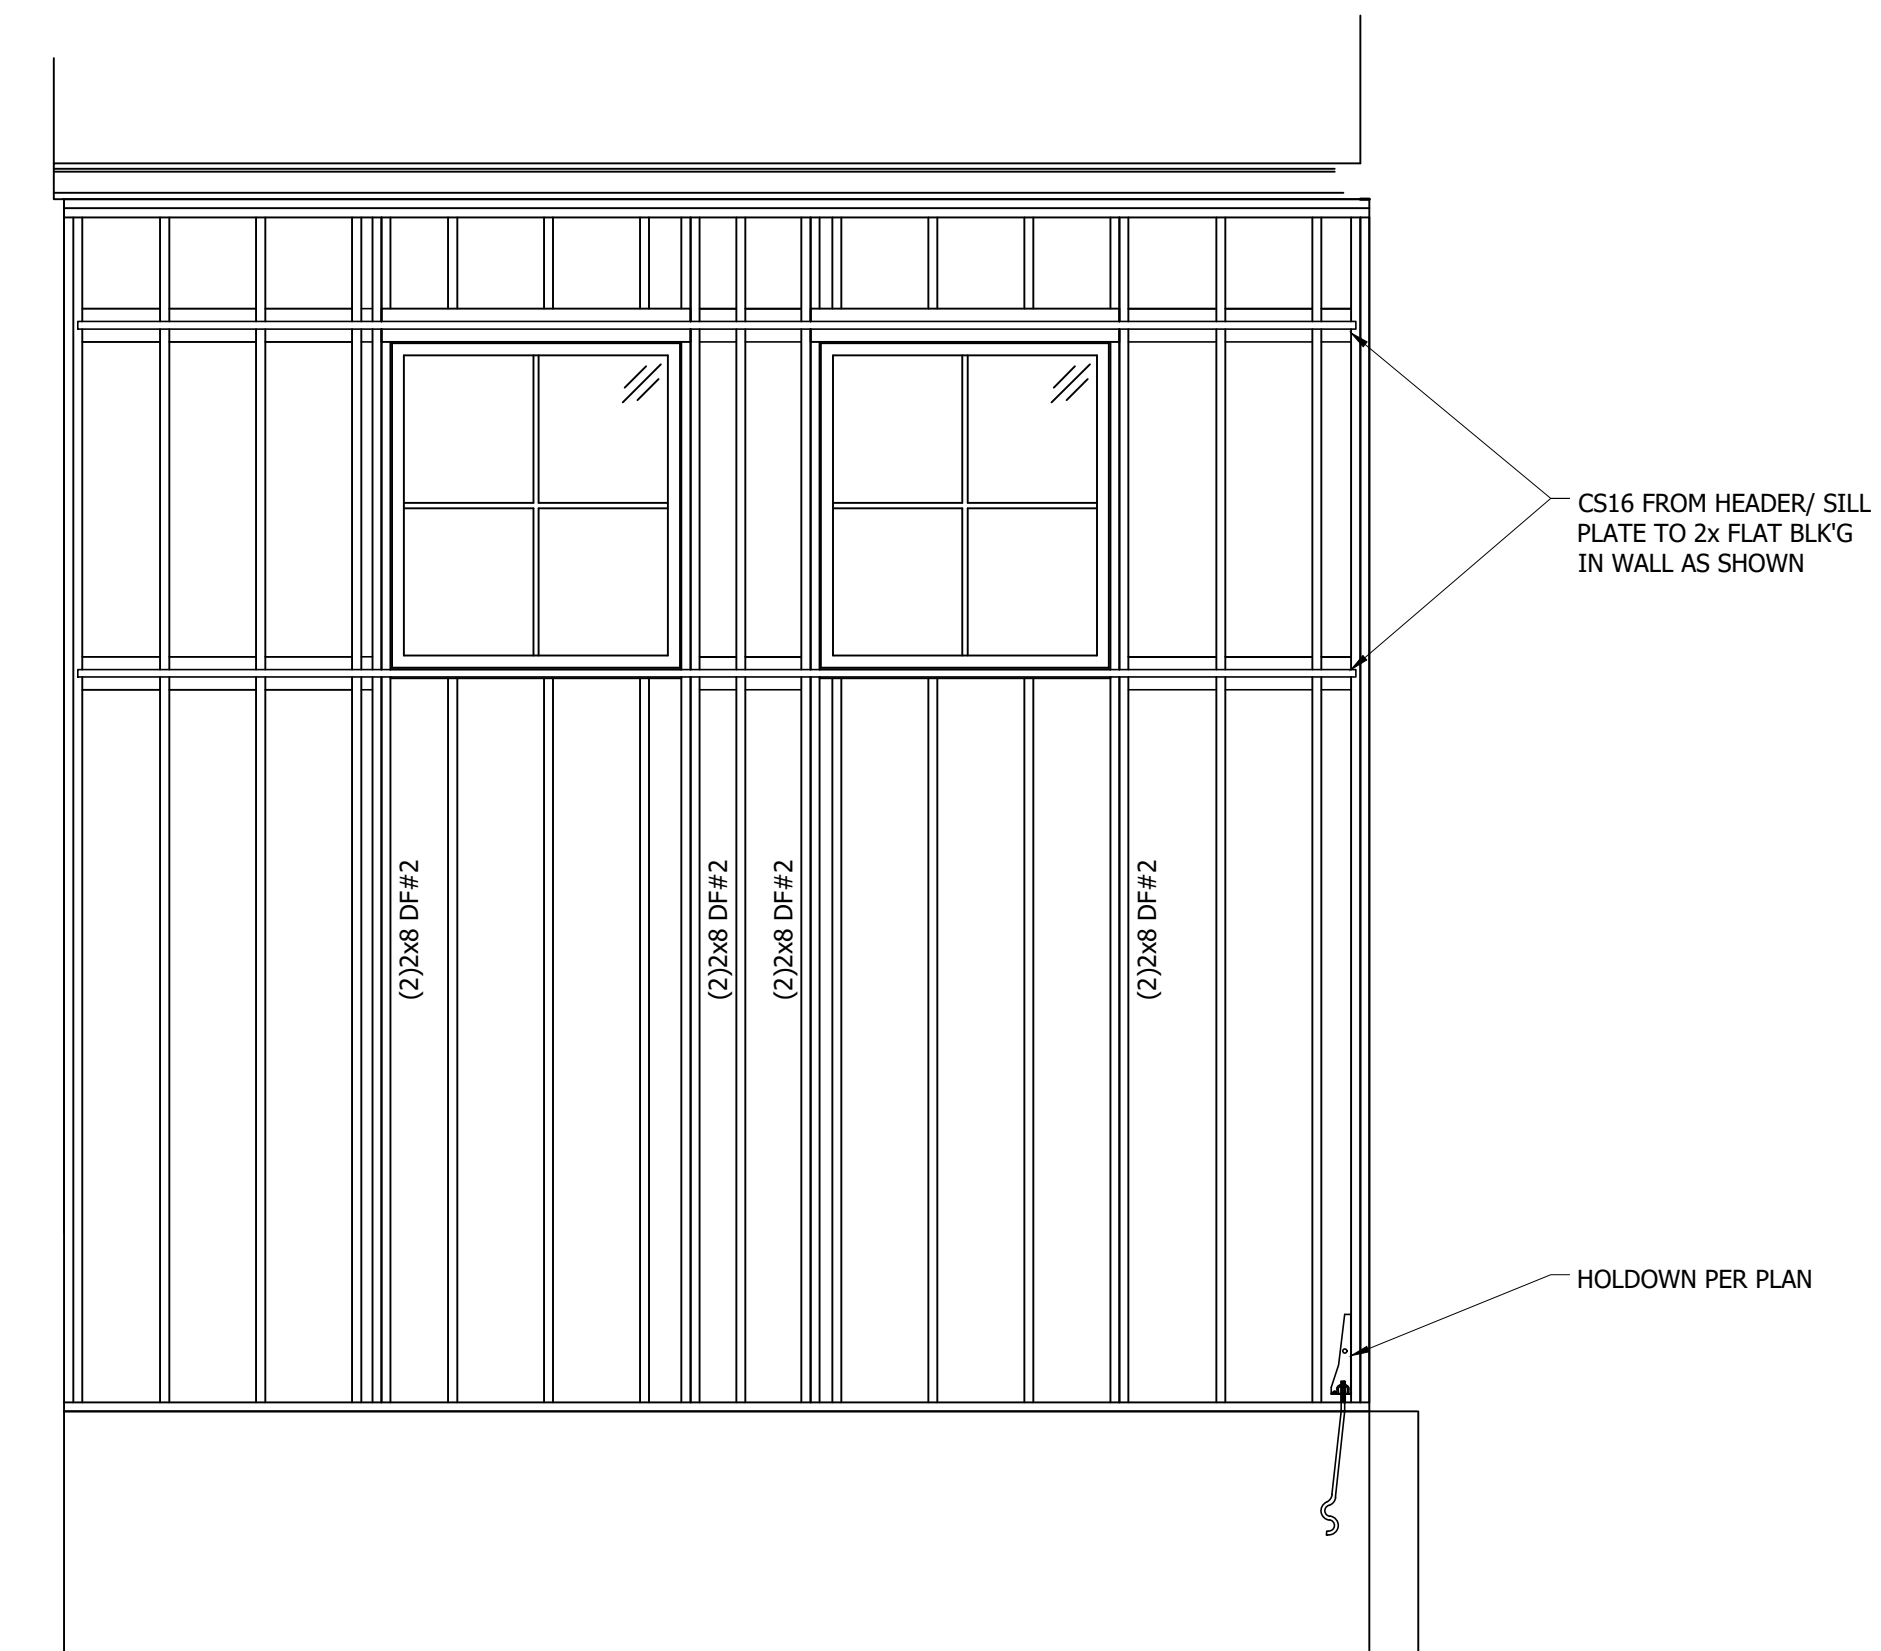 CS16 FROM HEADER/ SILL
PLATE TO 2x FLAT BLK'G
IN WALL AS SHOWN
(2)2x8 DF#2
(2)2x8 DF#2
(2)2x8 DF#2
(2)2x8 DF#2
HOLDOWN PER PLAN